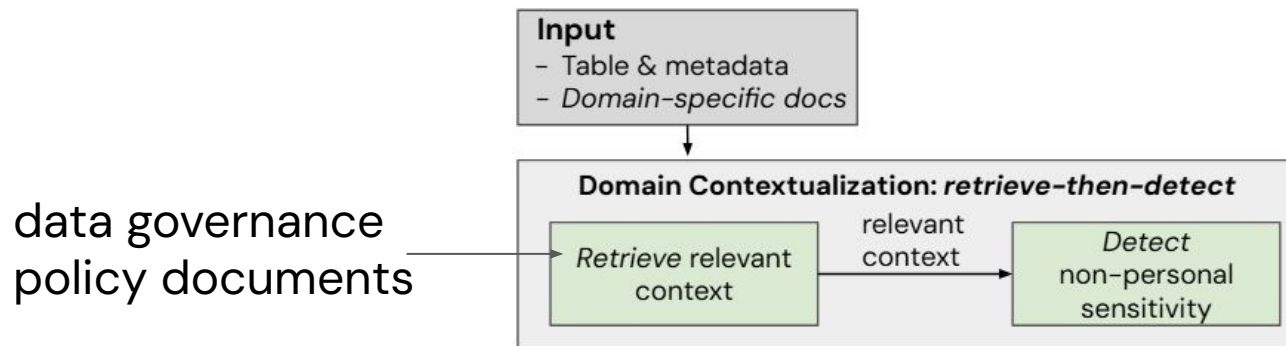 Input
- Table & metadata
- Domain-specific docs
Domain Contextualization: retrieve-then-detect
data governance
policy documents
Retrieve relevant
context
relevant
context
Detect
non-personal
sensitivity